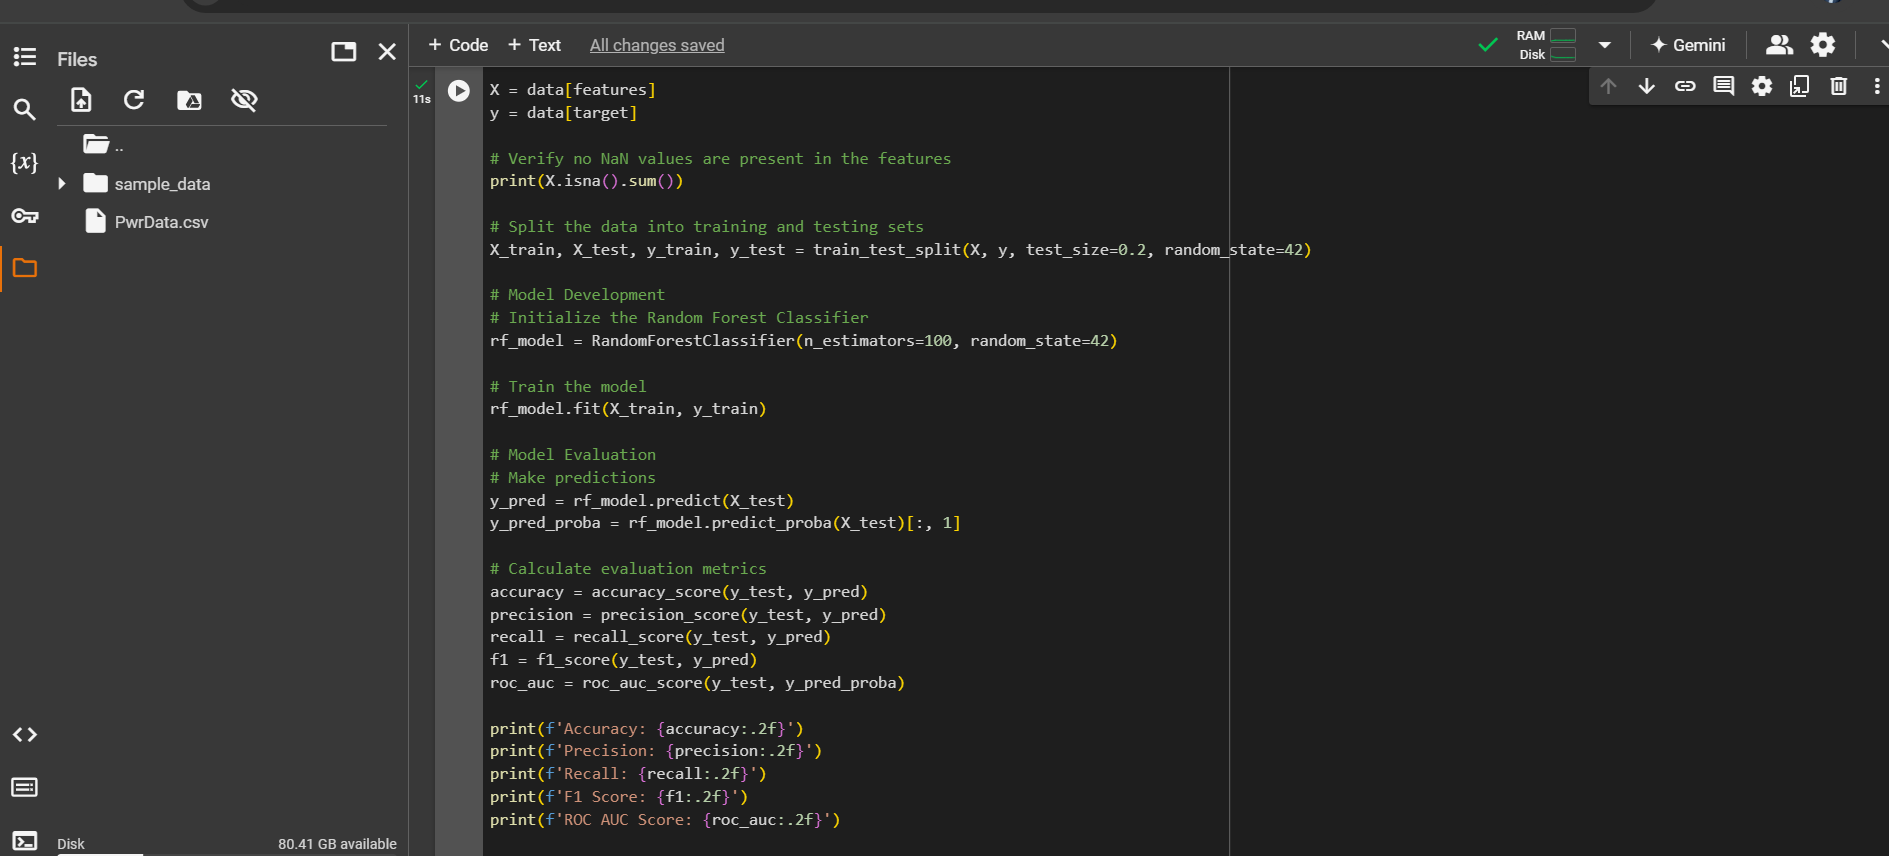 Files
..
sample_data
PwrData.csv
{x}
Disk
80.41 GB available
+ Code + Text All changes saved
RAM
Disk
Gemini
11s
X = data[features]
y = data[target]
# Verify no NaN values are present in the features
print(X.isna().sum())
# Split the data into training and testing sets
X_train, X_test, y_train, y_test = train_test_split(X, y, test_size=0.2, random_state=42)
# Model Development
# Initialize the Random Forest Classifier
rf_model = RandomForestClassifier(n_estimators=100, random_state=42)
# Train the model
rf_model.fit(X_train, y_train)
# Model Evaluation
# Make predictions
y_pred = rf_model.predict(X_test)
y_pred_proba = rf_model.predict_proba(X_test)[:, 1]
# Calculate evaluation metrics
accuracy = accuracy_score(y_test, y_pred)
precision = precision_score(y_test, y_pred)
recall = recall_score(y_test, y_pred)
f1 = f1_score(y_test, y_pred)
roc_auc = roc_auc_score(y_test, y_pred_proba)
print(f'Accuracy: {accuracy:.2f}')
print(f'Precision: {precision:.2f}')
print(f'Recall: {recall:.2f}')
print(f'F1 Score: {f1:.2f}')
print(f'ROC AUC Score: {roc_auc:.2f}')